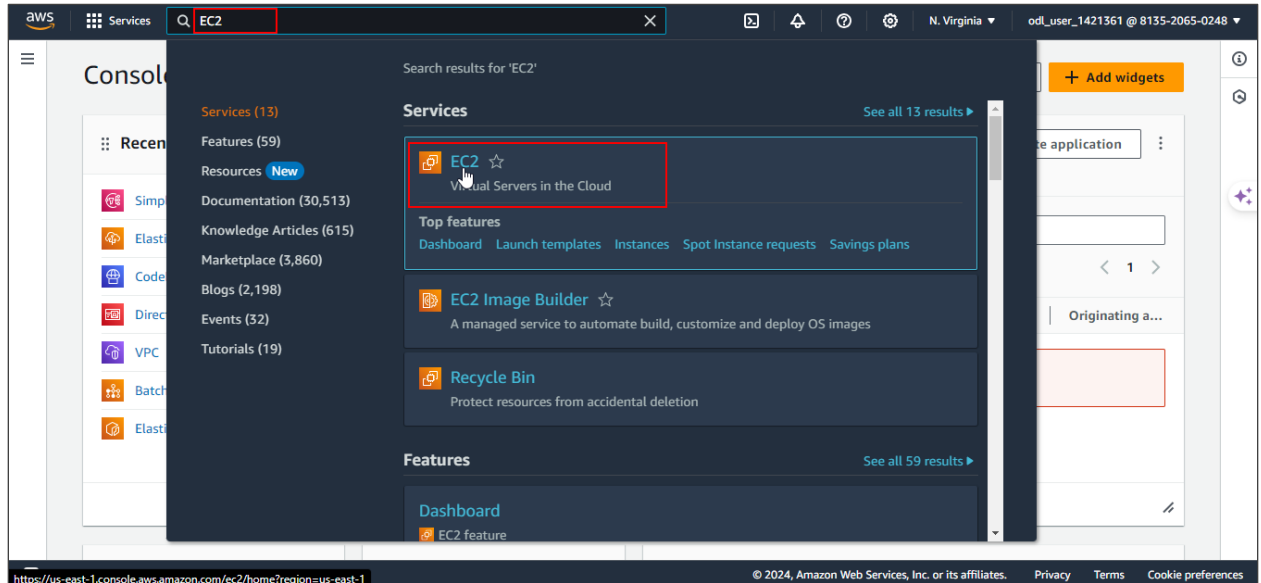 aws Services EC2 N. Virginia ▼ odl_user_1421361 @ 8135-2065-0248 ▼
Search results for 'EC2'
Consol
+ Add widgets
Services (13)
Features (59)
Resources New
Documentation (30,513)
Knowledge Articles (615)
Marketplace (3,860)
Blogs (2,198)
Events (32)
Tutorials (19)
Services
See all 13 results ▶
EC2
Virtual Servers in the Cloud
Top features
Dashboard Launch templates Instances Spot Instance requests Savings plans
EC2 Image Builder
A managed service to automate build, customize and deploy OS images
Recycle Bin
Protect resources from accidental deletion
Features
See all 59 results ▶
Dashboard
EC2 feature
Recen
Simp
Elasti
Code
Direc
VPC
Batch
Elasti
te application
< 1 >
Originating a...
https://us-east-1.console.aws.amazon.com/ec2/home?region=us-east-1
© 2024, Amazon Web Services, Inc. or its affiliates. Privacy Terms Cookie preferences